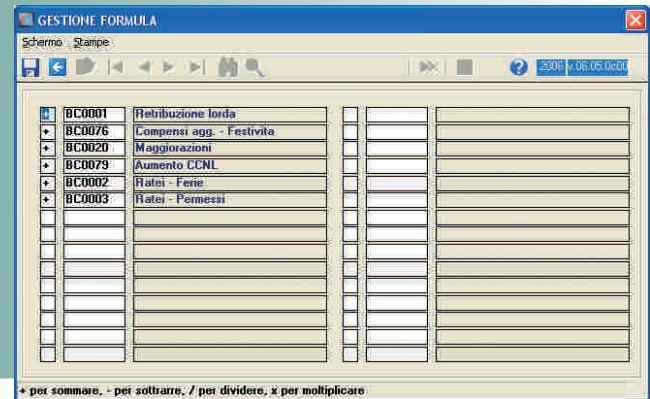 GESTIONE FORMULA
Schermo Stampe
2006 v.06.05.0c00
+ BC0001 Retribuzione lorda
+ BC0076 Compensi agg. - Festivita
+ BC0020 Maggiorazioni
+ BC0079 Aumento CCNL
+ BC0002 Ratei - Ferie
+ BC0003 Ratei - Permessi
+ per sommare, - per sottrarre, / per dividere, x per moltiplicare